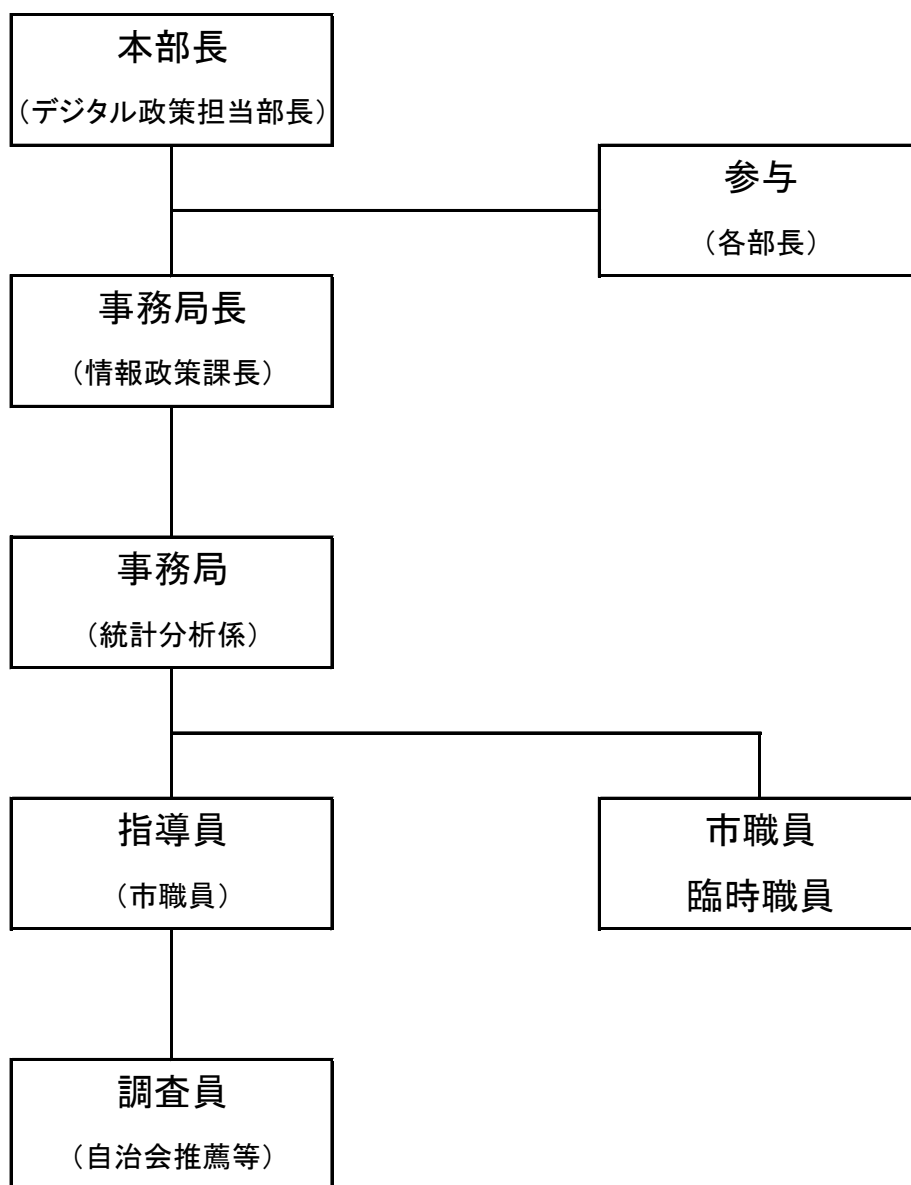 本部長
（デジタル政策担当部長）
参与
（各部長）
事務局長
（情報政策課長）
事務局
（統計分析係）
指導員
（市職員）
市職員
臨時職員
調査員
（自治会推薦等）